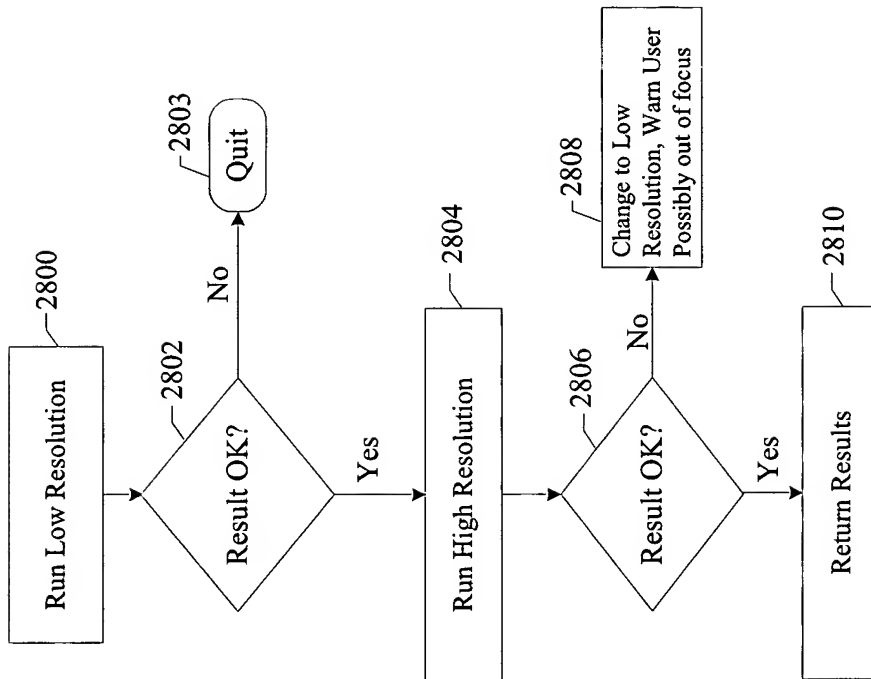 2800
Run Low Resolution
2802
Result OK?
No
2803
Quit
Yes
2804
Run High Resolution
2806
Result OK?
No
2808
Change to Low
Resolution, Warn User
Possibly out of focus
Yes
2810
Return Results